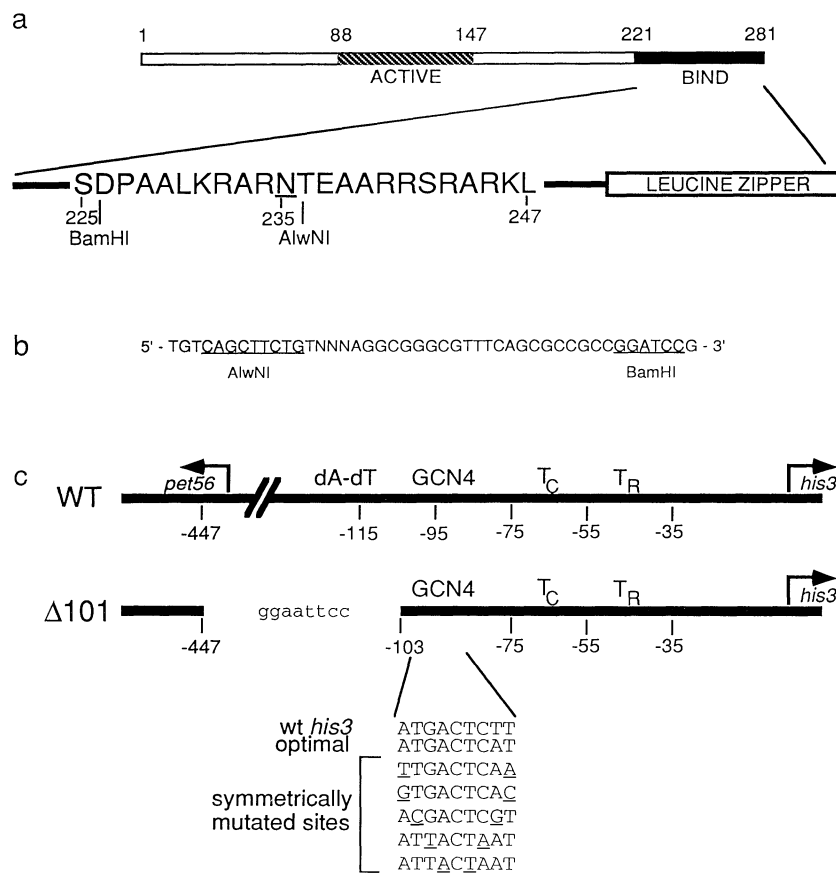 a
1 88 147 221 281
ACTIVE BIND
SDPAALKRARNTEAARRSRARKL LEUCINE ZIPPER
225 235 247
BamHI AlwNI
b 5' - TGTCAGCTTCTGTNNNAGGCGGGCGTTTCAGCGCCGCCGGATCCG - 3'
AlwNI BamHI
c
pet56 dA-dT GCN4 TC TR his3
WT
-447 -115 -95 -75 -55 -35
GCN4 TC TR his3
Δ101 ggaattcc
-447 -103 -75 -55 -35
wt his3 ATGACTCTT
optimal ATGACTCAT
TTGACTCAA
GTGACTCAC
symmetrically mutated sites
ACGACTCGT
ATTACTAAT
ATTACTAAT